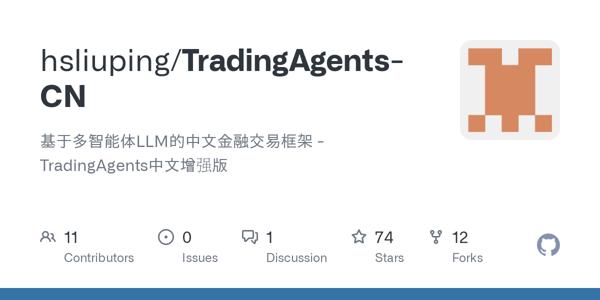 hsliuping/TradingAgents-
CN
基于多智能体LLM的中文金融交易框架 -
TradingAgents中文增强版
11 0 1 74 12
Contributors Issues Discussion Stars Forks